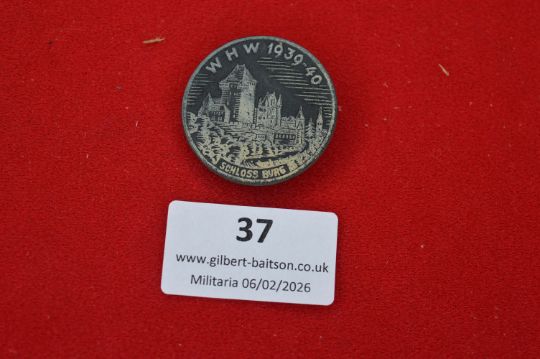 WHW 1939-40
SCHLOSS BURG
37
www.gilbert-baitson.co.uk
Militaria 06/02/2026